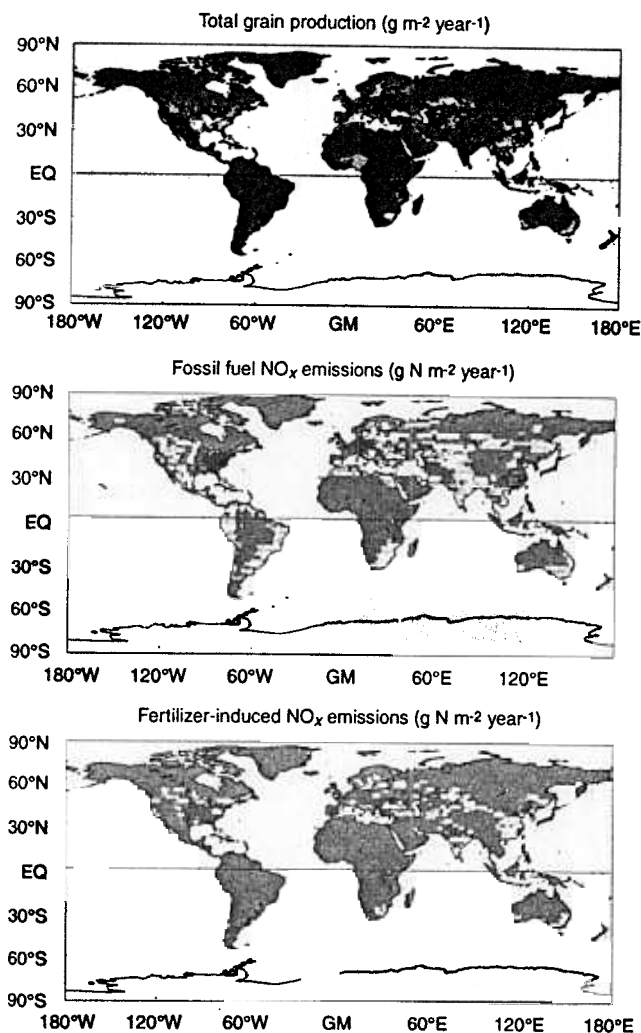 Total grain production (g m-2 year-1)
90°N
60°N
30°N
EQ
30°S
60°S
90°S
180°W 120°W 60°W GM 60°E 120°E 180°E
Fossil fuel NOx emissions (g N m-2 year-1)
90°N
60°N
30°N
EQ
30°S
60°S
90°S
180°W 120°W 60°W GM 60°E 120°E
Fertilizer-induced NOx emissions (g N m-2 year-1)
90°N
60°N
30°N
EQ
30°S
60°S
90°S
180°W 120°W 60°W GM 60°E 120°E 180°E